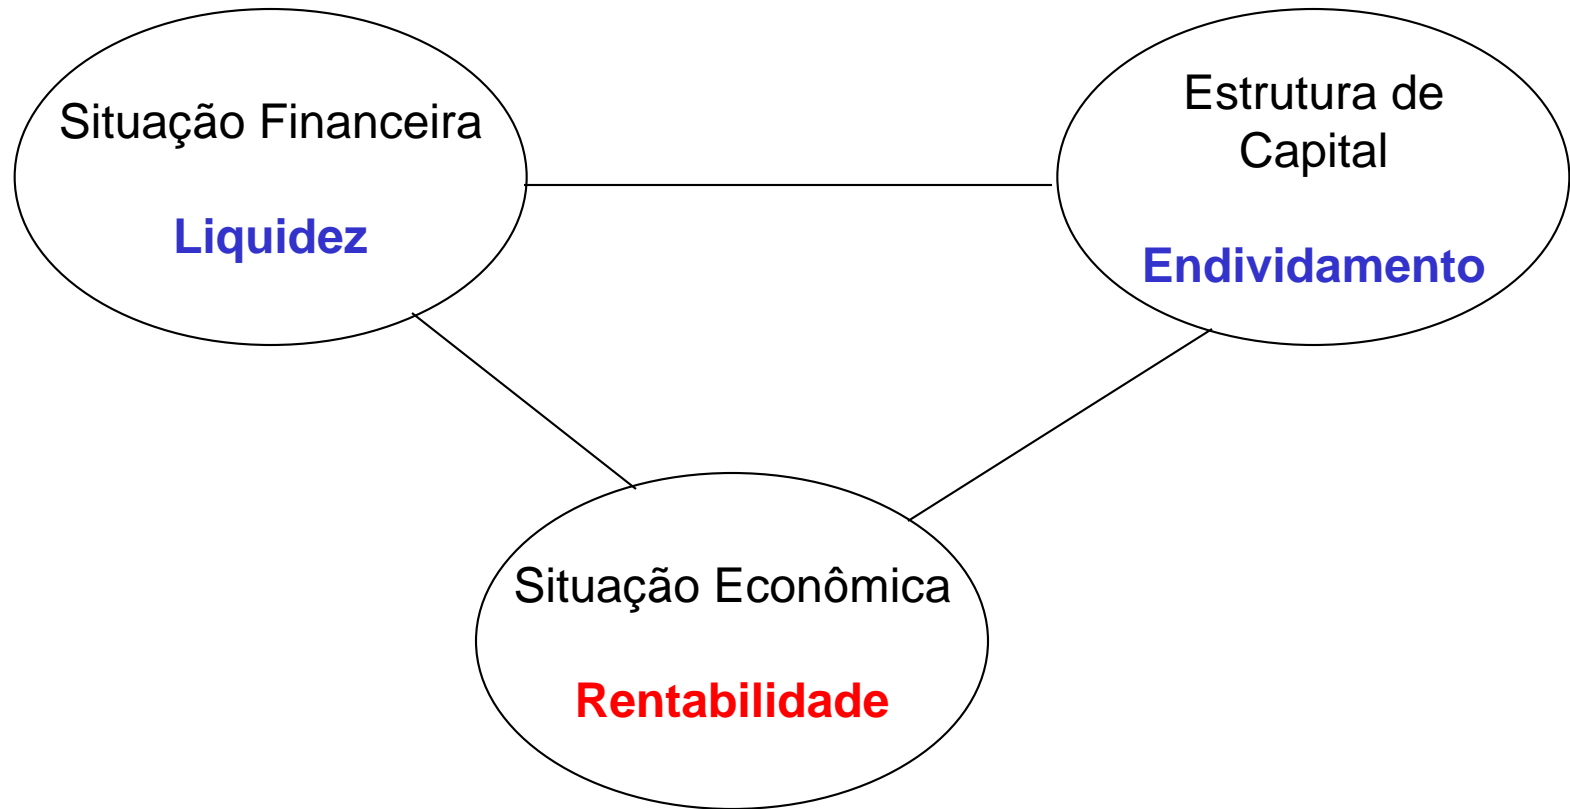 Situação Financeira
Liquidez
Estrutura de
Capital
Endividamento
Situação Econômica
Rentabilidade